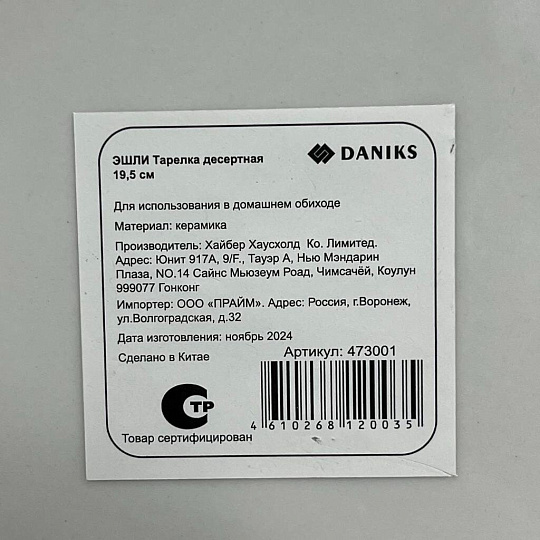 ЭШЛИ Тарелка десертная
19,5 см
DANIKS
Для использования в домашнем обиходе
Материал: керамика
Производитель: Хайбер Хаусхолд Ко. Лимитед.
Адрес: Юнит 917А, 9/F., Тауэр А, Нью Мэндарин
Плаза, NO.14 Сайнс Мьюзеум Роад, Чимсачёй, Коулун
999077 Гонконг
Импортер: ООО «ПРАЙМ». Адрес: Россия, г.Воронеж,
ул.Волгоградская, д.32
Дата изготовления: ноябрь 2024
Сделано в Китае
Артикул: 473001
4 610268 120035
СТР
Товар сертифицирован